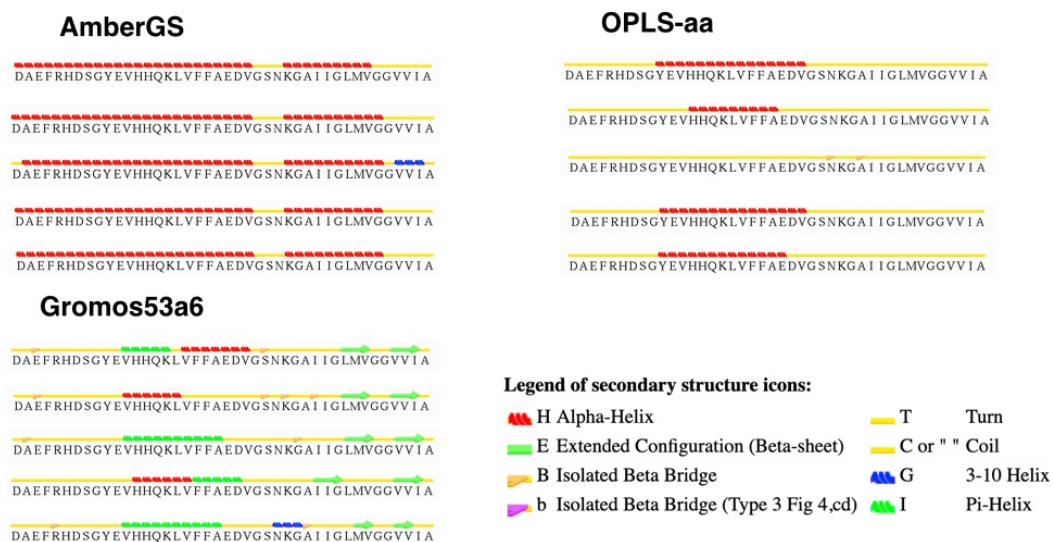 AmberGS
DAEFRHDSGYEVHHQKLVFFAEDVGSNKGAIIGLMVGGVVIA
DAEFRHDSGYEVHHQKLVFFAEDVGSNKGAIIGLMVGGVVIA
DAEFRHDSGYEVHHQKLVFFAEDVGSNKGAIIGLMVGGVVIA
DAEFRHDSGYEVHHQKLVFFAEDVGSNKGAIIGLMVGGVVIA
DAEFRHDSGYEVHHQKLVFFAEDVGSNKGAIIGLMVGGVVIA
OPLS-aa
DAEFRHDSGYEVHHQKLVFFAEDVGSNKGAIIGLMVGGVVIA
DAEFRHDSGYEVHHQKLVFFAEDVGSNKGAIIGLMVGGVVIA
DAEFRHDSGYEVHHQKLVFFAEDVGSNKGAIIGLMVGGVVIA
DAEFRHDSGYEVHHQKLVFFAEDVGSNKGAIIGLMVGGVVIA
DAEFRHDSGYEVHHQKLVFFAEDVGSNKGAIIGLMVGGVVIA
Gromos53a6
DAEFRHDSGYEVHHQKLVFFAEDVGSNKGAIIGLMVGGVVIA
DAEFRHDSGYEVHHQKLVFFAEDVGSNKGAIIGLMVGGVVIA
DAEFRHDSGYEVHHQKLVFFAEDVGSNKGAIIGLMVGGVVIA
DAEFRHDSGYEVHHQKLVFFAEDVGSNKGAIIGLMVGGVVIA
DAEFRHDSGYEVHHQKLVFFAEDVGSNKGAIIGLMVGGVVIA
Legend of secondary structure icons:
H Alpha-Helix
E Extended Configuration (Beta-sheet)
B Isolated Beta Bridge
b Isolated Beta Bridge (Type 3 Fig 4,cd)
T Turn
C or " " Coil
G 3-10 Helix
I Pi-Helix